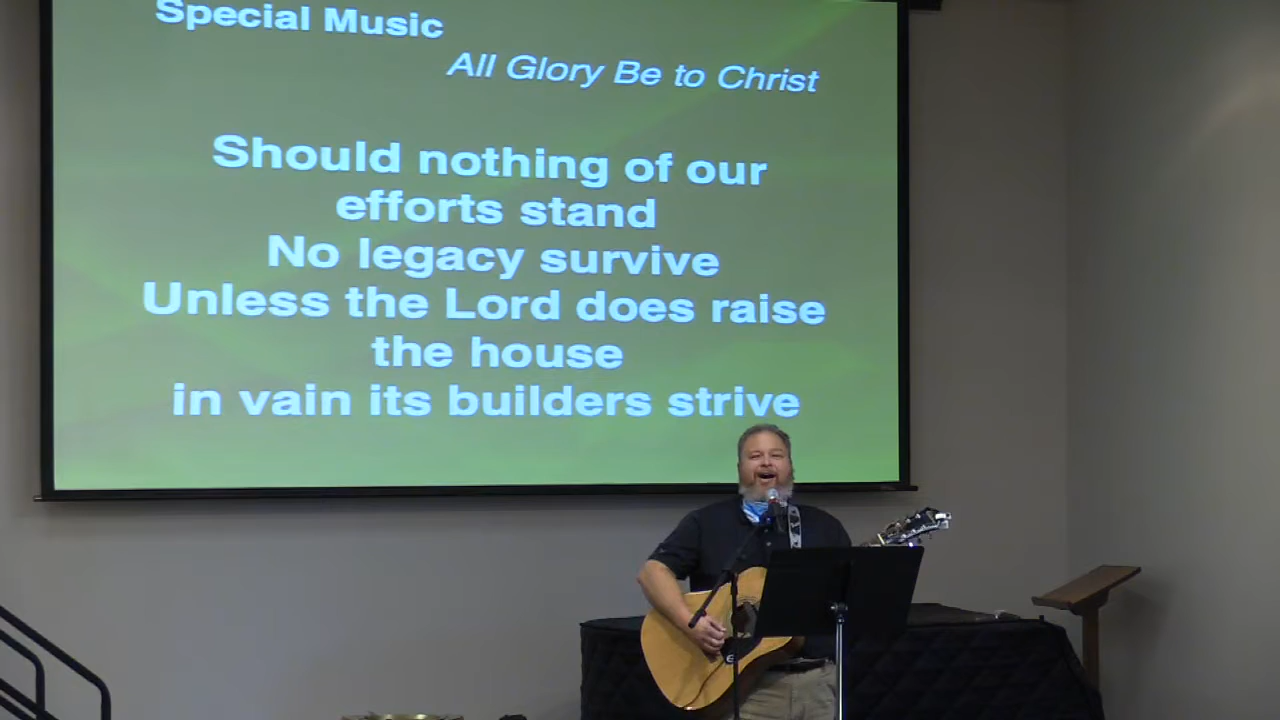 Special Music
All Glory Be to Christ
Should nothing of our
efforts stand
No legacy survive
Unless the Lord does raise
the house
in vain its builders strive